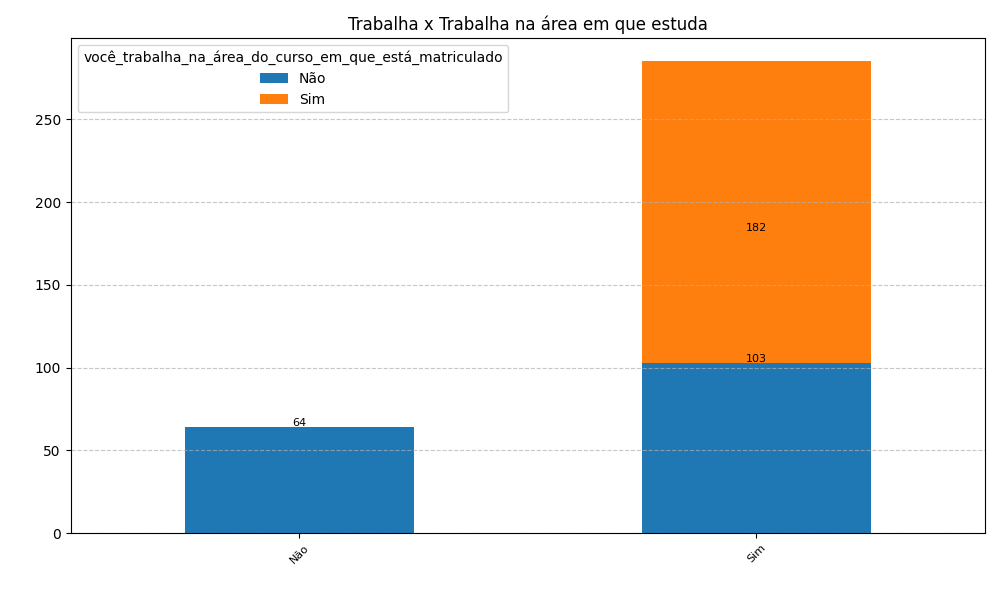 Trabalha x Trabalha na área em que estuda
você_trabalha_na_área_do_curso_em_que_está_matriculado
Não
Sim
250
200
150
100
50
0
182
103
64
Não
Sim